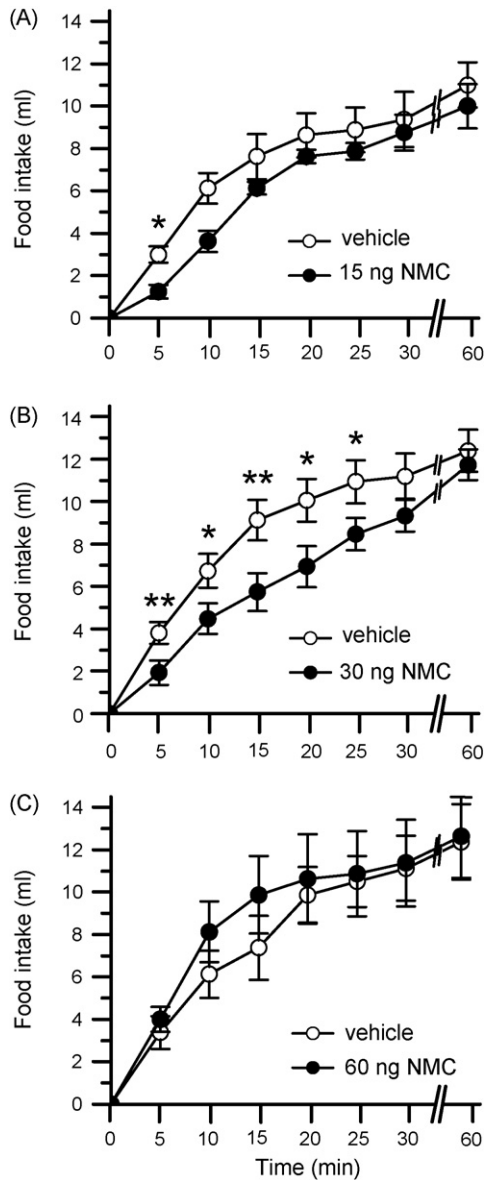 (A)
Food intake (ml)
14
12
10
8
6
4
2
0
*
vehicle
15 ng NMC
0 5 10 15 20 25 30 60
(B)
Food intake (ml)
14
12
10
8
6
4
2
0
** * ** * *
vehicle
30 ng NMC
0 5 10 15 20 25 30 60
(C)
Food intake (ml)
14
12
10
8
6
4
2
0
vehicle
60 ng NMC
0 5 10 15 20 25 30 60
Time (min)